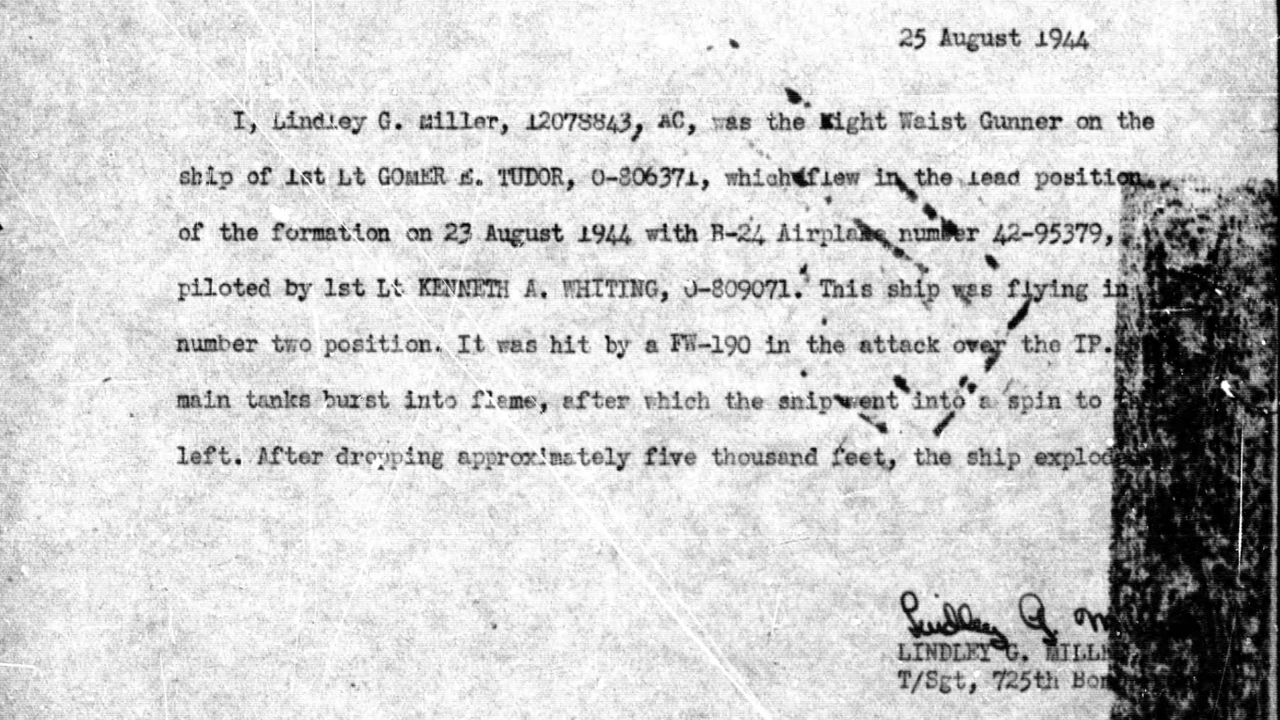 25 August 1944
I, Lindley G. Miller, 12078843, AC, was the Right Waist Gunner on the
ship of 1st Lt GOMER E. TUDOR, O-806371, which flew in the lead position
of the formation on 23 August 1944 with B-24 Airplane number 42-95379,
piloted by 1st Lt KENNETH A. WHITING, O-809071. This ship was flying in
number two position. It was hit by a FW-190 in the attack over the IP.
main tanks burst into flame, after which the ship went into a spin to
left. After dropping approximately five thousand feet, the ship
Lindley G.
LINDLEY G.
T/Sgt, 725th